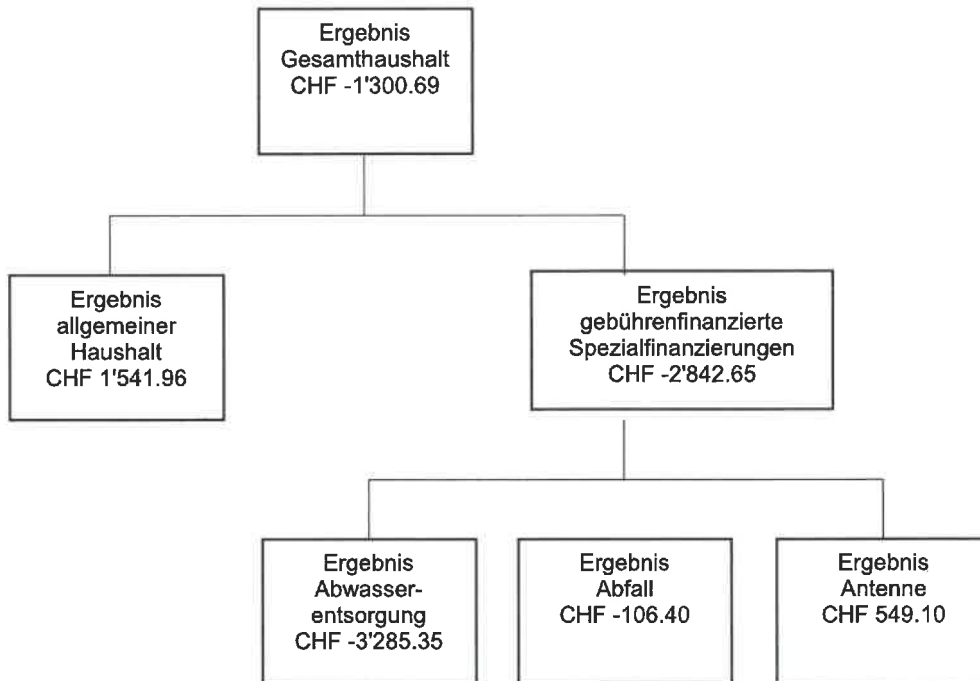 Ergebnis
Gesamthaushalt
CHF -1'300.69
Ergebnis
allgemeiner
Haushalt
CHF 1'541.96
Ergebnis
gebührenfinanzierte
Spezialfinanzierungen
CHF -2'842.65
Ergebnis
Abwasser-
entsorgung
CHF -3'285.35
Ergebnis
Abfall
CHF -106.40
Ergebnis
Antenne
CHF 549.10